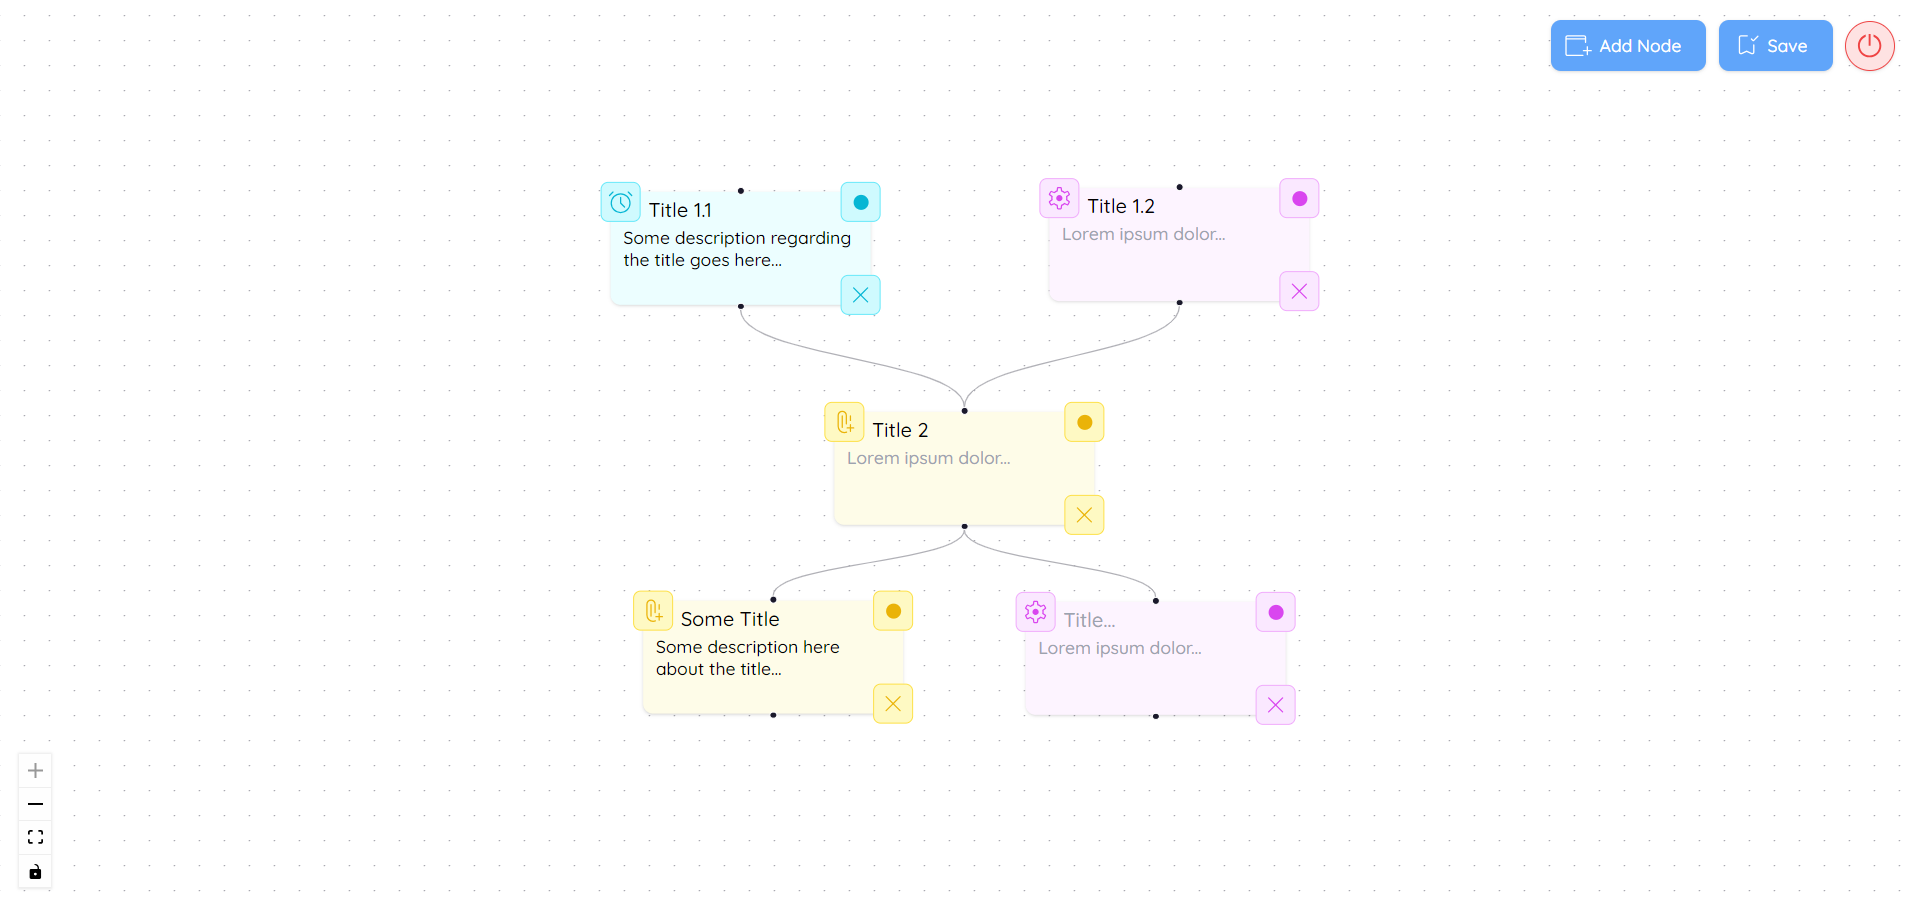 Add Node
Save
Title 1.1
Some description regarding
the title goes here...
Title 1.2
Lorem ipsum dolor...
Title 2
Lorem ipsum dolor...
Some Title
Some description here
about the title...
Title...
Lorem ipsum dolor...